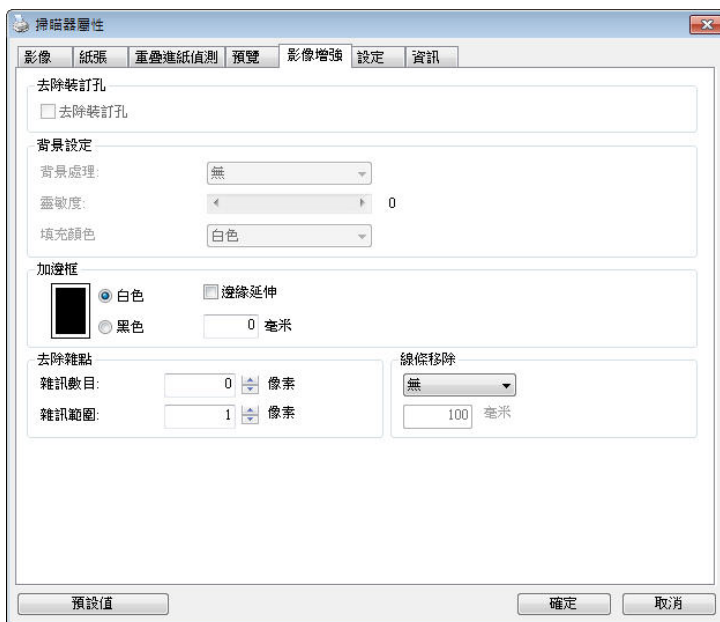 掃瞄器屬性
影像 紙張 重疊進紙偵測 預覽 影像增強 設定 資訊
去除裝訂孔
去除裝訂孔
背景設定
背景處理: 無
靈敏度: 0
填充顏色 白色
加邊框
白色 邊緣延伸
黑色 0 毫米
去除雜點 線條移除
雜訊數目: 0 像素 無
雜訊範圍: 1 像素 100 毫米
預設值 確定 取消